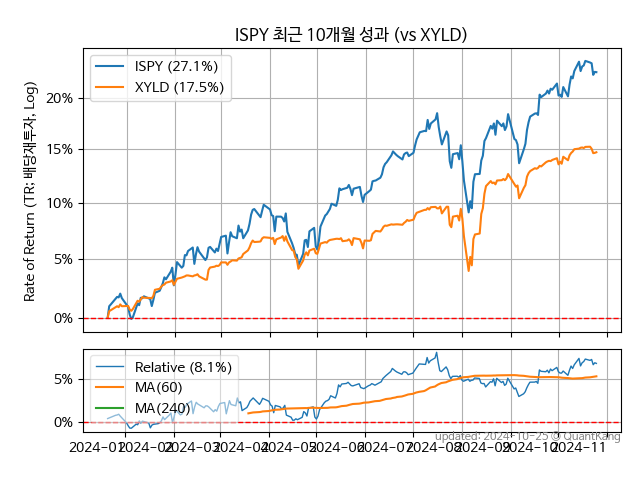 ISPY 최근 10개월 성과 (vs XYLD)
ISPY (27.1%)
XYLD (17.5%)
Rate of Return (TR: 배당재투자, Log)
20%
15%
10%
5%
0%
Relative (8.1%)
MA(60)
MA(240)
5%
0%
2024-01 2024-02 2024-03 2024-04 2024-05 2024-06 2024-07 2024-08 2024-09 2024-10 2024-11
updated: 2024-10-25 © QuantKang